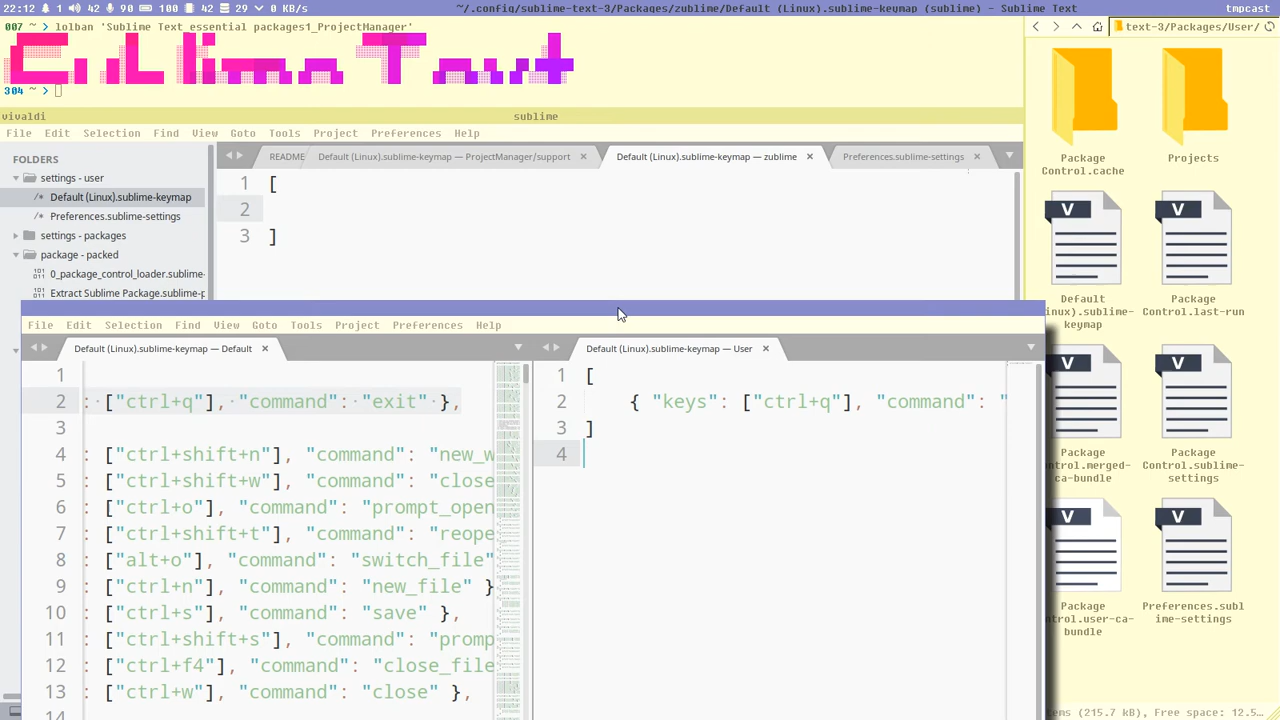 22:12 1 42 90 100 42 29 0 KB/s ~/.config/sublime-text-3/Packages/zublime/Default (Linux).sublime-keymap (sublime) - Sublime Text tmpcast
007 ~ > lolban 'Sublime Text essential packages1_ProjectManager'
Sublime Text
304 ~ >
vivaldi sublime
File Edit Selection Find View Goto Tools Project Preferences Help
FOLDERS
settings - user
Default (Linux).sublime-keymap
Preferences.sublime-settings
settings - packages
package - packed
0_package_control_loader.sublime-
Extract Sublime Package.sublime-p
README Default (Linux).sublime-keymap — ProjectManager/support × Default (Linux).sublime-keymap — zublime × Preferences.sublime-settings ×
1 [
2
3 ]
File Edit Selection Find View Goto Tools Project Preferences Help
Default (Linux).sublime-keymap — Default ×
1
2 : ["ctrl+q"], "command": "exit" },
3
4 : ["ctrl+shift+n"], "command": "new_w
5 : ["ctrl+shift+w"], "command": "close
6 : ["ctrl+o"], "command": "prompt_open
7 : ["ctrl+shift+t"], "command": "reope
8 : ["alt+o"], "command": "switch_file"
9 : ["ctrl+n"], "command": "new_file" }
10 : ["ctrl+s"], "command": "save" },
11 : ["ctrl+shift+s"], "command": "promp
12 : ["ctrl+f4"], "command": "close_file
13 : ["ctrl+w"], "command": "close" },
14
Default (Linux).sublime-keymap — User ×
1 [
2 { "keys": ["ctrl+q"], "command": "
3 ]
4
text-3/Packages/User/
Package
Control.cache
Projects
V
V
Default
inux).sublime-
keymap
Package
Control.last-run
V
V
Package
ontrol.merged-
ca-bundle
Package
Control.sublime-
settings
V
V
Package
ontrol.user-ca-
bundle
Preferences.subl
ime-settings
ems (215.7 kB), Free space: 12.5…